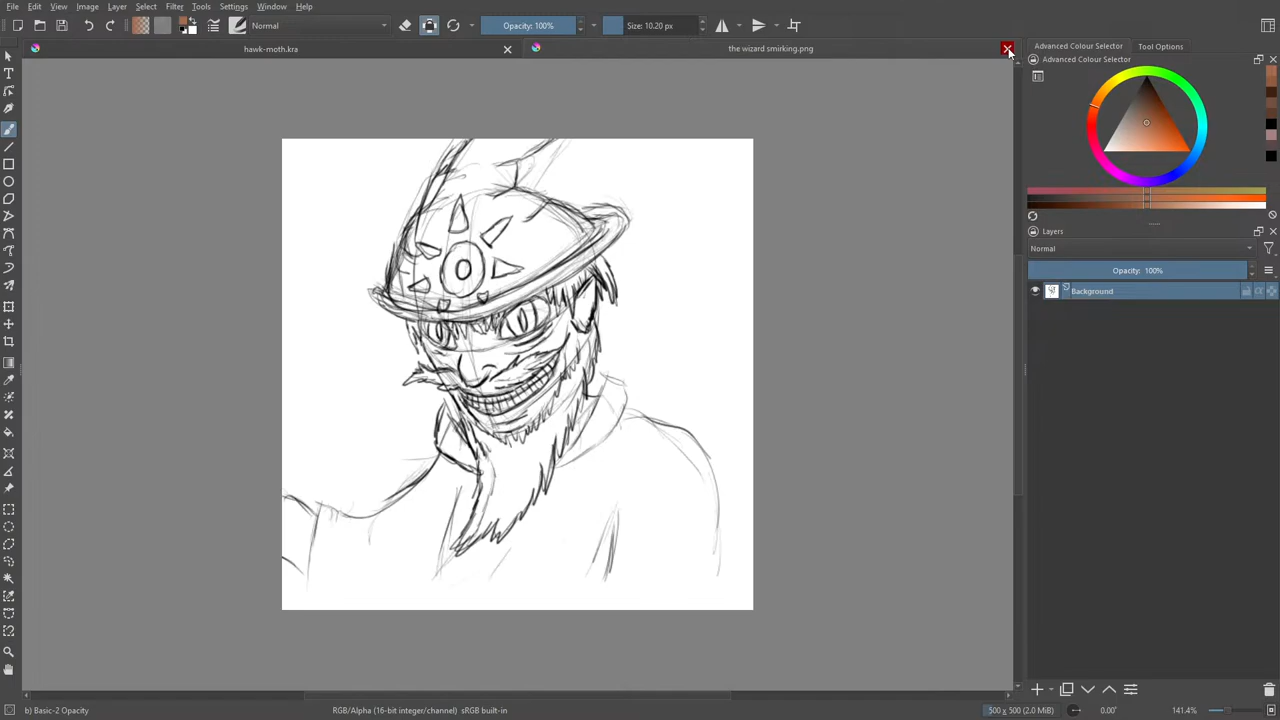 File Edit View Image Layer Select Filter Tools Settings Window Help
Normal Opacity: 100% Size: 10.20 px
hawk-moth.kra the wizard smirking.png
Advanced Colour Selector Tool Options
Advanced Colour Selector
Layers
Normal
Opacity: 100%
Background
b) Basic-2 Opacity RGB/Alpha (16-bit integer/channel) sRGB built-in 500 x 500 (2.0 MiB) 0.00° 141.4%